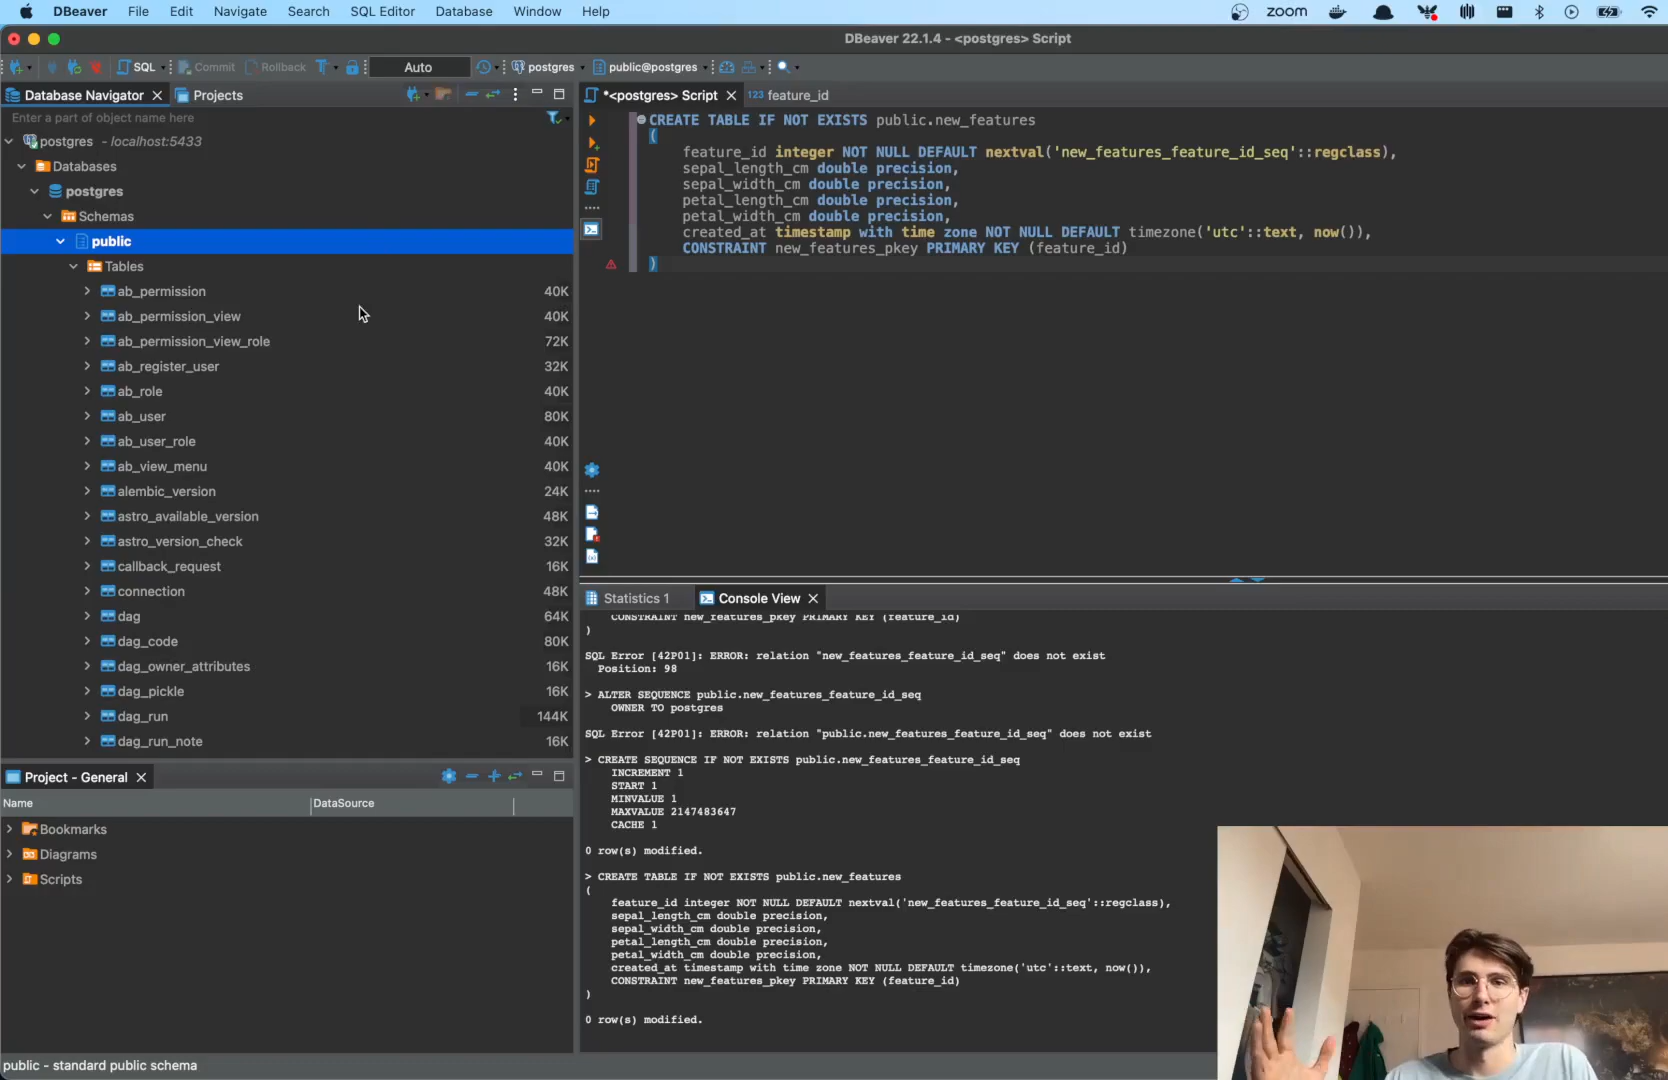 DBeaver File Edit Navigate Search SQL Editor Database Window Help
zoom
DBeaver 22.1.4 - <postgres> Script
SQL Commit Rollback Auto postgres public@postgres
Database Navigator Projects
Enter a part of object name here
postgres - localhost:5433
Databases
postgres
Schemas
public
Tables
ab_permission 40K
ab_permission_view 40K
ab_permission_view_role 72K
ab_register_user 32K
ab_role 40K
ab_user 80K
ab_user_role 40K
ab_view_menu 40K
alembic_version 24K
astro_available_version 48K
astro_version_check 32K
callback_request 16K
connection 48K
dag 64K
dag_code 80K
dag_owner_attributes 16K
dag_pickle 16K
dag_run 144K
dag_run_note 16K
Project - General
Name DataSource
Bookmarks
Diagrams
Scripts
public - standard public schema
*<postgres> Script 123 feature_id
CREATE TABLE IF NOT EXISTS public.new_features
(
feature_id integer NOT NULL DEFAULT nextval('new_features_feature_id_seq'::regclass),
sepal_length_cm double precision,
sepal_width_cm double precision,
petal_length_cm double precision,
petal_width_cm double precision,
created_at timestamp with time zone NOT NULL DEFAULT timezone('utc'::text, now()),
CONSTRAINT new_features_pkey PRIMARY KEY (feature_id)
)
Statistics 1 Console View
CONSTRAINT new_features_pkey PRIMARY KEY (feature_id)
)
SQL Error [42P01]: ERROR: relation "new_features_feature_id_seq" does not exist
Position: 98
> ALTER SEQUENCE public.new_features_feature_id_seq
OWNER TO postgres
SQL Error [42P01]: ERROR: relation "public.new_features_feature_id_seq" does not exist
> CREATE SEQUENCE IF NOT EXISTS public.new_features_feature_id_seq
INCREMENT 1
START 1
MINVALUE 1
MAXVALUE 2147483647
CACHE 1
0 row(s) modified.
> CREATE TABLE IF NOT EXISTS public.new_features
(
feature_id integer NOT NULL DEFAULT nextval('new_features_feature_id_seq'::regclass),
sepal_length_cm double precision,
sepal_width_cm double precision,
petal_length_cm double precision,
petal_width_cm double precision,
created_at timestamp with time zone NOT NULL DEFAULT timezone('utc'::text, now()),
CONSTRAINT new_features_pkey PRIMARY KEY (feature_id)
)
0 row(s) modified.